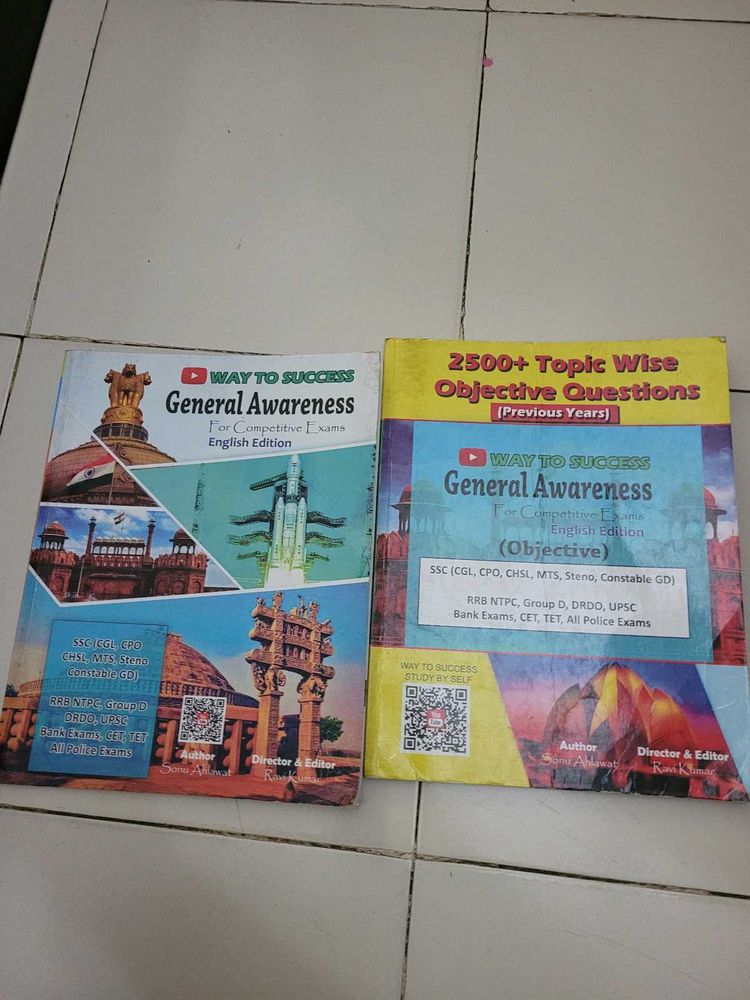 WAY TO SUCCESS
General Awareness
For Competitive Exams
English Edition
SSC (CGL, CPO
CHSL, MTS, Steno
Constable GD)
RRB NTPC, Group D
DRDO, UPSC
Bank Exams, CET, TET
All Police Exams
Author
Sonu Ahlawat
Director & Editor
Ravi Kumar
2500+ Topic Wise
Objective Questions
(Previous Years)
WAY TO SUCCESS
General Awareness
For Competitive Exams
English Edition
(Objective)
SSC (CGL, CPO, CHSL, MTS, Steno, Constable GD)
RRB NTPC, Group D, DRDO, UPSC
Bank Exams, CET, TET, All Police Exams
WAY TO SUCCESS
STUDY BY SELF
You
Tube
Author
Sonu Ahlawat
Director & Editor
Ravi Kumar